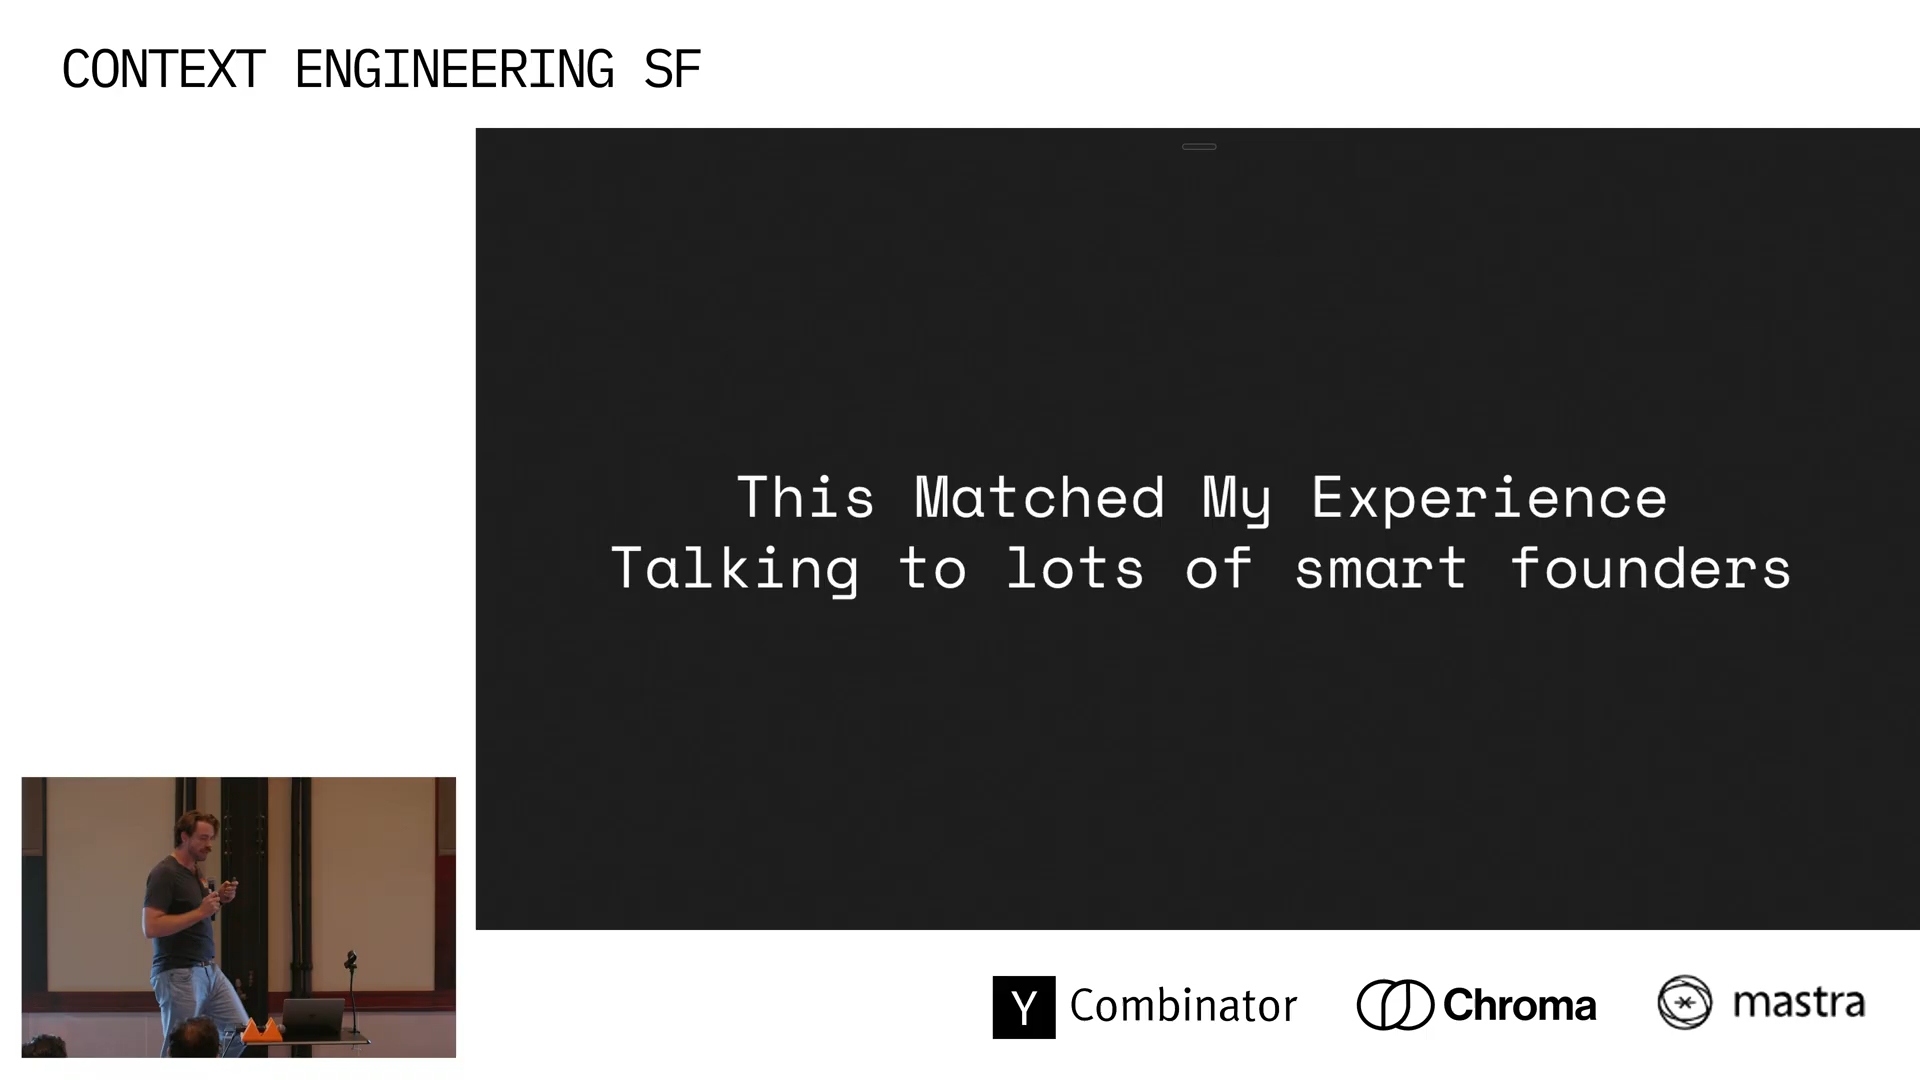 CONTEXT ENGINEERING SF
This Matched My Experience
Talking to lots of smart founders
Y Combinator
Chroma
mastra